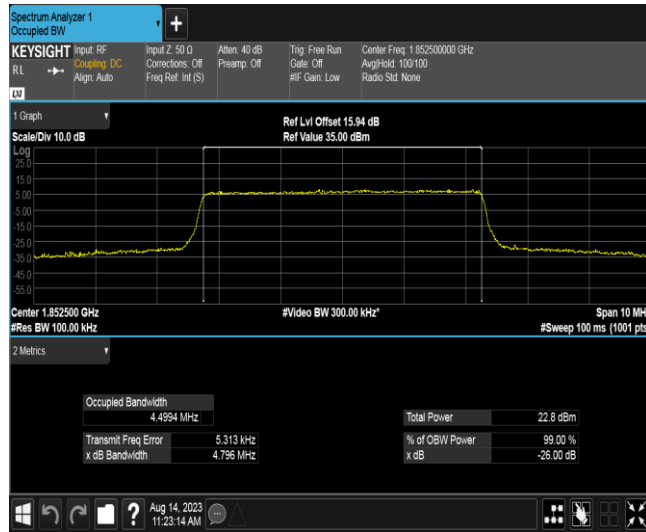 Spectrum Analyzer 1
Occupied BW
KEYSIGHT
Input: RF
Coupling: DC
Align: Auto
Input Z: 50 Ω
Corrections: Off
Freq Ref: Int (S)
Atten: 40 dB
Preamp: Off
Trig: Free Run
Gate: Off
#IF Gain: Low
Center Freq: 1.852500000 GHz
Avg|Hold: 100/100
Radio Std: None
RL
LXI
1 Graph
Scale/Div 10.0 dB
Ref Lvl Offset 15.94 dB
Ref Value 35.00 dBm
Log
25.0
15.0
5.00
-5.00
-15.0
-25.0
-35.0
-45.0
-55.0
Center 1.852500 GHz
#Res BW 100.00 kHz
#Video BW 300.00 kHz*
Span 10 MH
#Sweep 100 ms (1001 pts
2 Metrics
Occupied Bandwidth
4.4994 MHz
Transmit Freq Error 5.313 kHz
x dB Bandwidth 4.796 MHz
Total Power 22.8 dBm
% of OBW Power 99.00 %
x dB -26.00 dB
?
Aug 14, 2023
11:23:14 AM